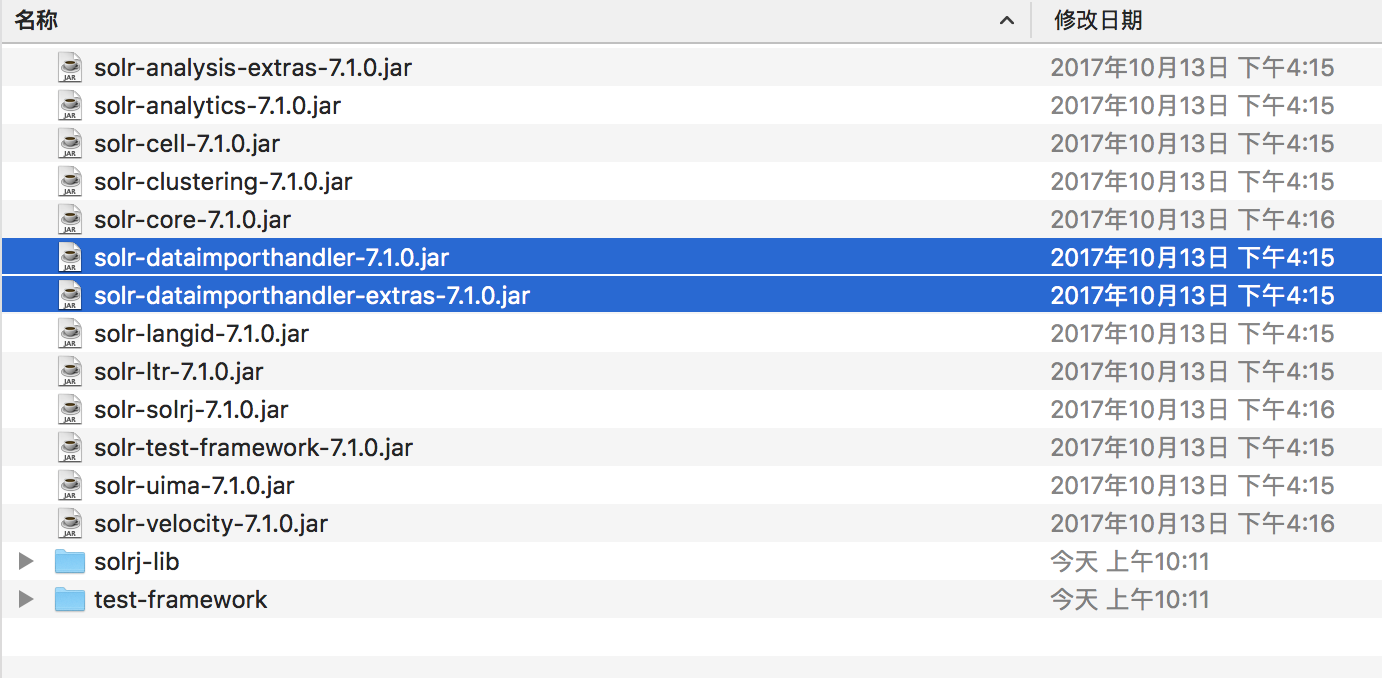 名称 修改日期
solr-analysis-extras-7.1.0.jar 2017年10月13日 下午4:15
solr-analytics-7.1.0.jar 2017年10月13日 下午4:15
solr-cell-7.1.0.jar 2017年10月13日 下午4:15
solr-clustering-7.1.0.jar 2017年10月13日 下午4:15
solr-core-7.1.0.jar 2017年10月13日 下午4:16
solr-dataimporthandler-7.1.0.jar 2017年10月13日 下午4:15
solr-dataimporthandler-extras-7.1.0.jar 2017年10月13日 下午4:15
solr-langid-7.1.0.jar 2017年10月13日 下午4:15
solr-ltr-7.1.0.jar 2017年10月13日 下午4:15
solr-solrj-7.1.0.jar 2017年10月13日 下午4:16
solr-test-framework-7.1.0.jar 2017年10月13日 下午4:15
solr-uima-7.1.0.jar 2017年10月13日 下午4:15
solr-velocity-7.1.0.jar 2017年10月13日 下午4:16
solrj-lib 今天 上午10:11
test-framework 今天 上午10:11